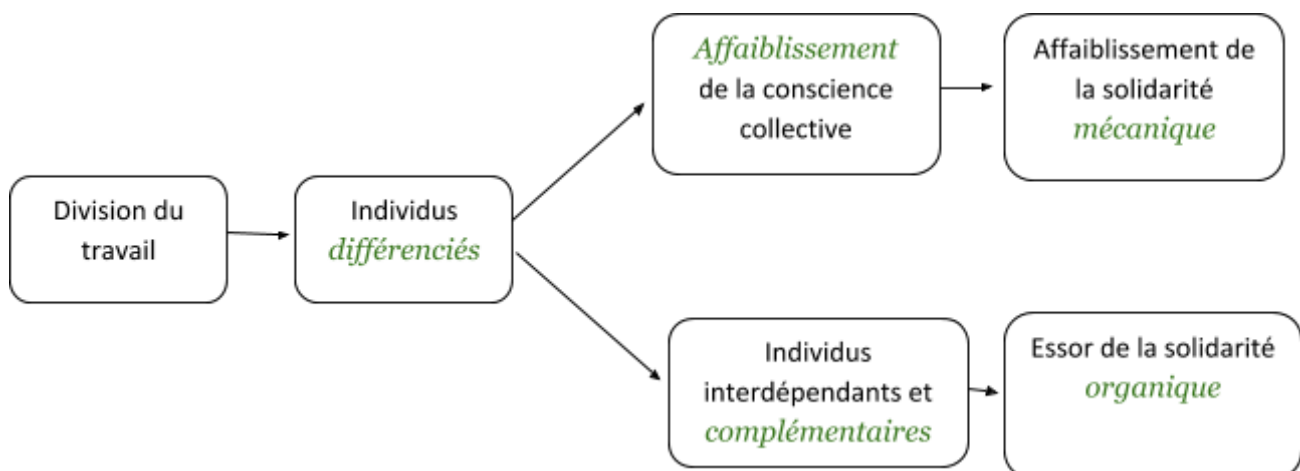 Division du
travail
Individus
différenciés
Affaiblissement
de la conscience
collective
Affaiblissement de
la solidarité
mécanique
Individus
interdépendants et
complémentaires
Essor de la solidarité
organique